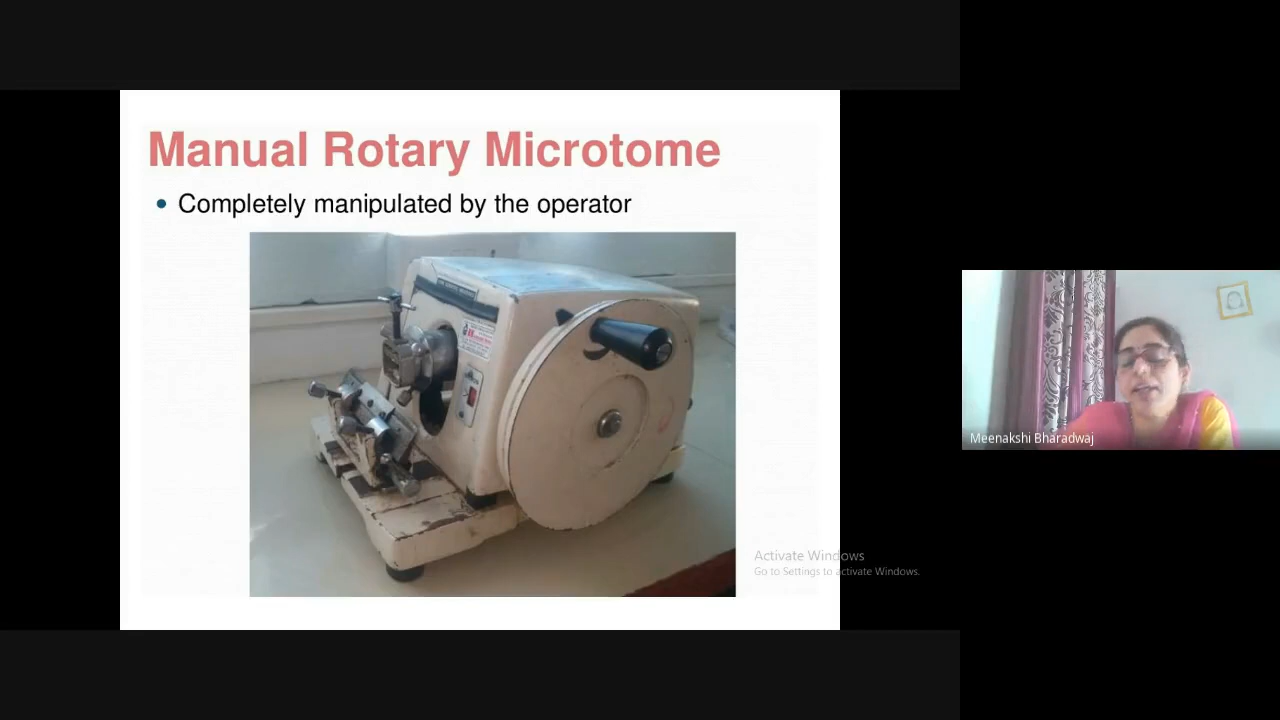 Manual Rotary Microtome
• Completely manipulated by the operator
Meenakshi Bharadwaj
Activate Windows
Go to Settings to activate Windows.